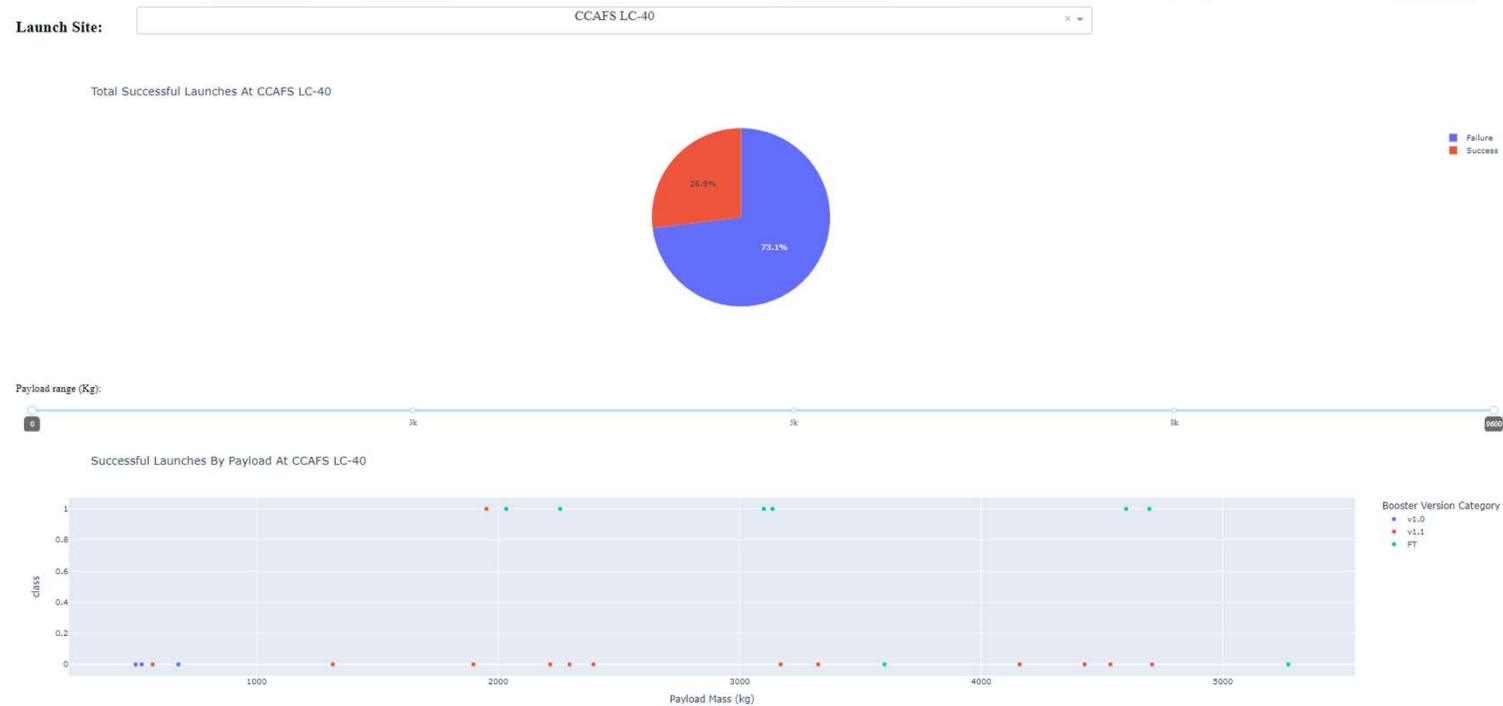 Launch Site:
CCAFS LC-40
×
Total Successful Launches At CCAFS LC-40
Failure
Success
26.9%
73.1%
Payload range (Kg):
0
3k
5k
8k
9600
Successful Launches By Payload At CCAFS LC-40
Booster Version Category
v1.0
v1.1
FT
class
1
0.8
0.6
0.4
0.2
0
1000
2000
3000
4000
5000
Payload Mass (kg)